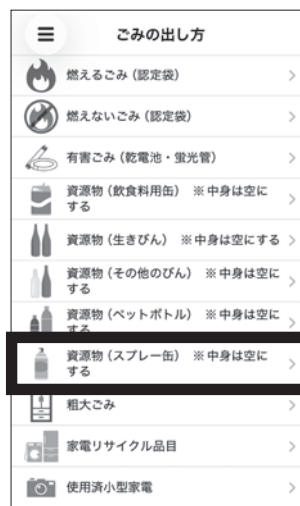 ごみの出し方
燃えるごみ（認定袋）
燃えないごみ（認定袋）
有害ごみ（乾電池・蛍光管）
資源物（飲食料用缶）　※中身は空に
する
資源物（生きびん）　※中身は空にする
資源物（その他のびん）　※中身は空に
する
資源物（ペットボトル）　※中身は空に
する
資源物（スプレー缶）　※中身は空に
する
粗大ごみ
家電リサイクル品目
使用済小型家電